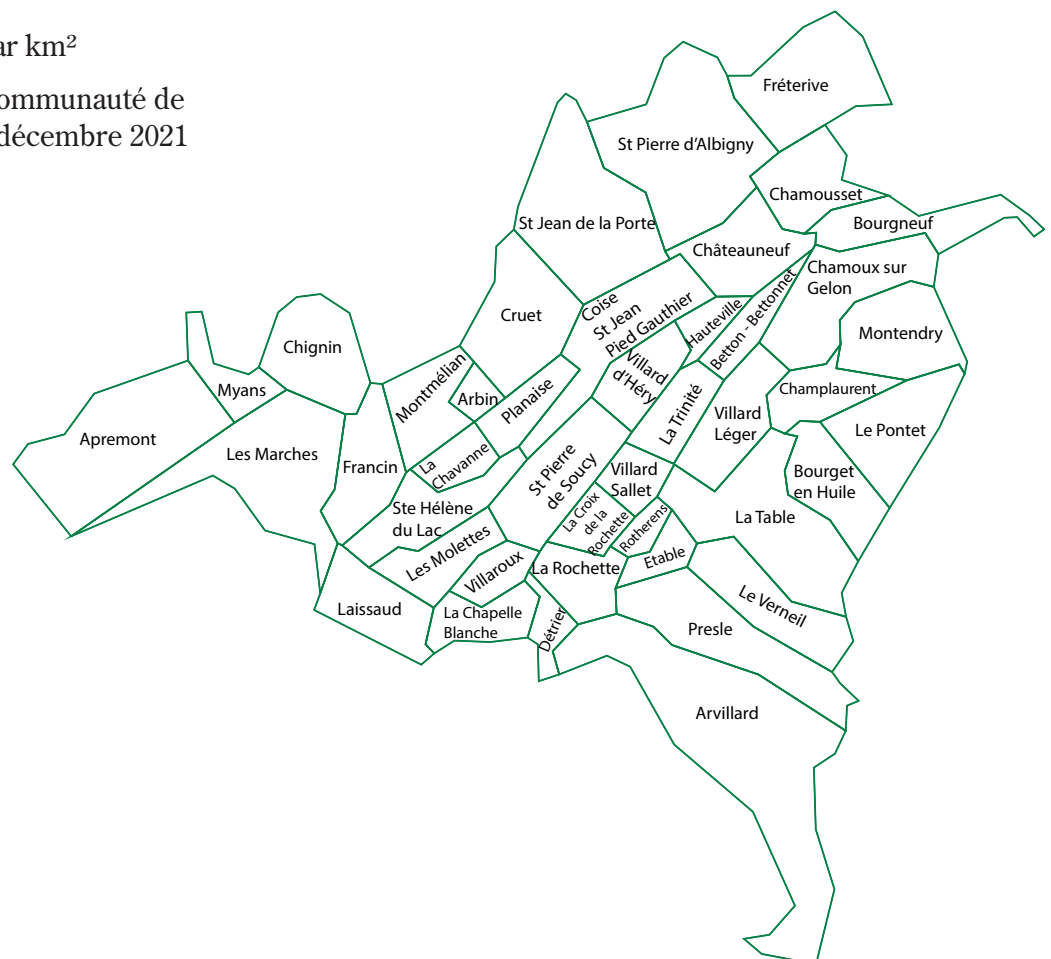 ar km²
ommunauté de
décembre 2021
Fréterive
St Pierre d'Albigny
Chamousset
Bourgneuf
St Jean de la Porte
Châteauneuf
Chamoux sur
Gelon
Coise
St Jean
Pied Gauthier
Cruet
Hauteville
Betton - Bettonnet
Montendry
Chignin
Villard
d'Héry
Montmélian
Arbin
Planaise
Champlaurent
Myans
La Trinité
Villard
Léger
Le Pontet
Apremont
Les Marches
Francin
La
Chavanne
St Pierre
de Soucy
Villard
Sallet
Bourget
en Huile
Ste Hélène
du Lac
La Croix
de la
Rochette
La Table
Rotherens
Les Molettes
Villaroux
Etable
La Rochette
Le Verneil
Laissaud
La Chapelle
Blanche
Détrier
Presle
Arvillard